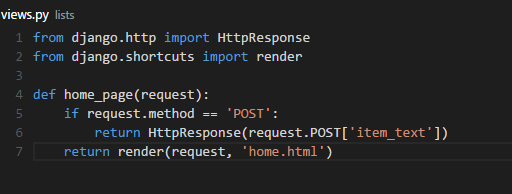 views.py lists
1 from django.http import HttpResponse
2 from django.shortcuts import render
3
4 def home_page(request):
5     if request.method == 'POST':
6         return HttpResponse(request.POST['item_text'])
7     return render(request, 'home.html')